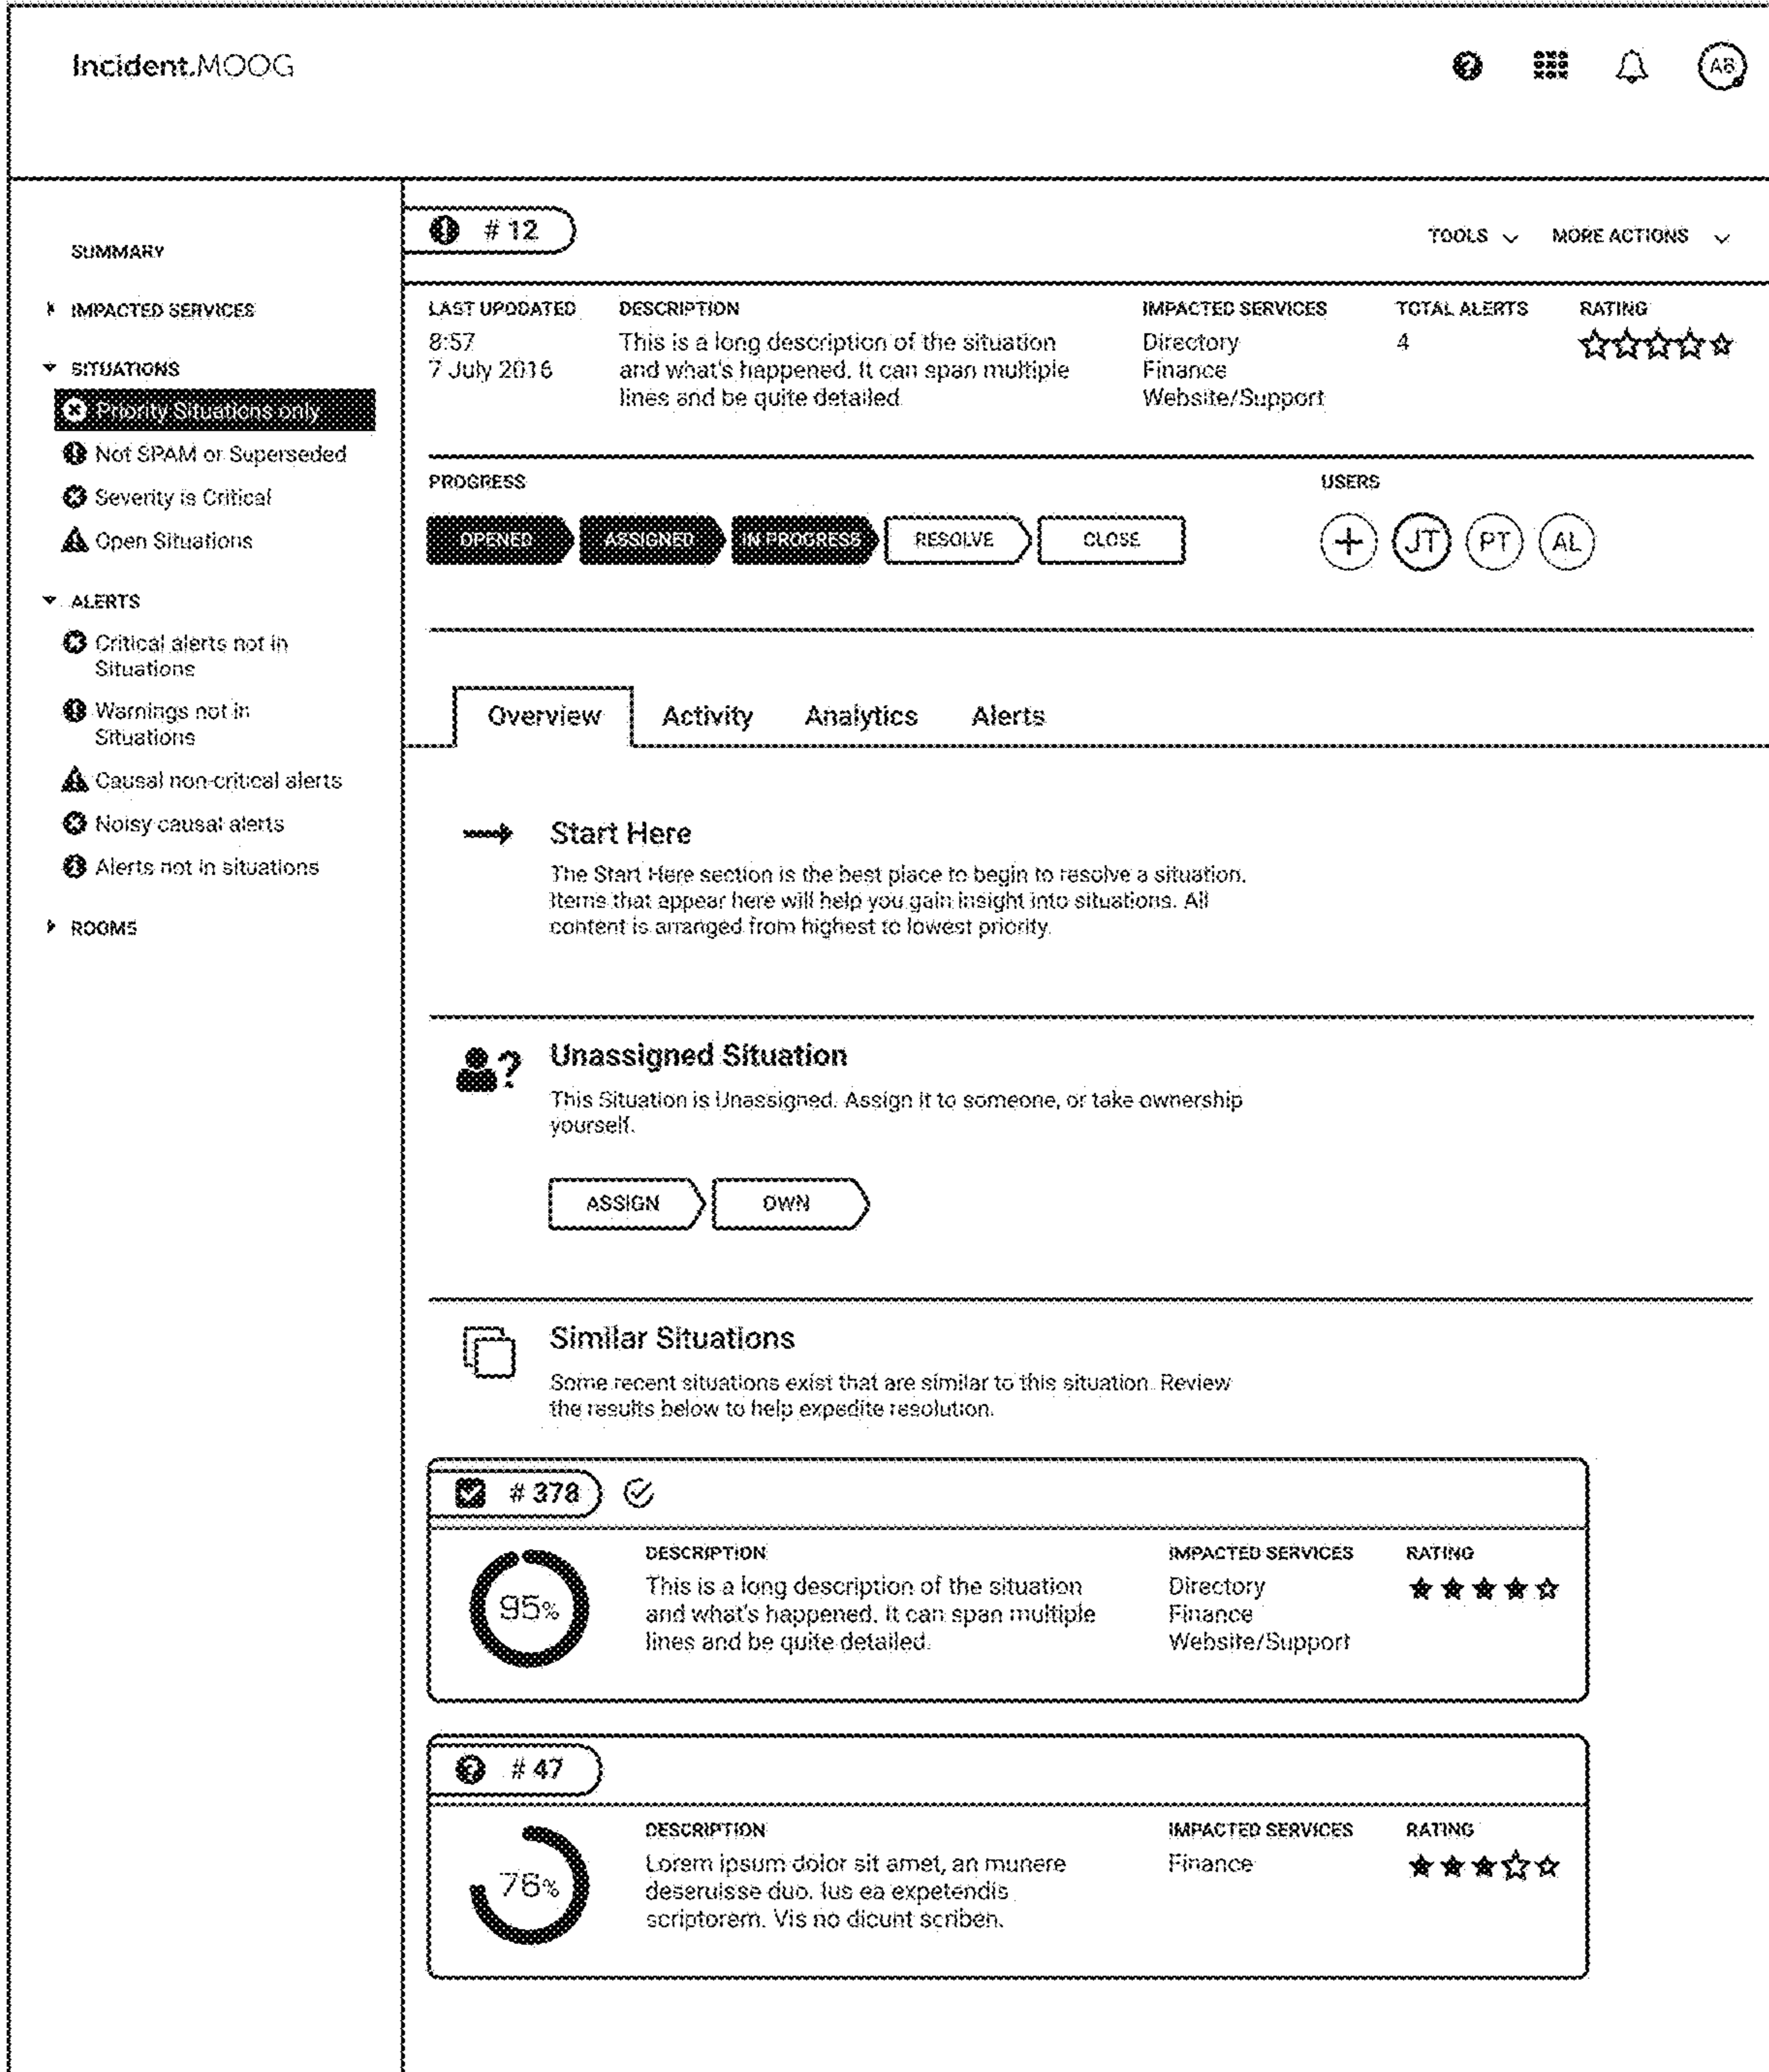 Incident.MOOG
AB
SUMMARY
IMPACTED SERVICES
SITUATIONS
Priority Situations only
Not SPAM or Superseded
Severity is Critical
Open Situations
ALERTS
Critical alerts not in
Situations
Warnings not in
Situations
Causal non-critical alerts
Noisy causal alerts
Alerts not in situations
ROOMS
# 12
TOOLS
MORE ACTIONS
LAST UPDDATED
8:57
7 July 2016
DESCRIPTION
This is a long description of the situation
and what's happened. It can span multiple
lines and be quite detailed
IMPACTED SERVICES
Directory
Finance
Website/Support
TOTAL ALERTS
4
RATING
PROGRESS
OPENED
ASSIGNED
IN PROGRESS
RESOLVE
CLOSE
USERS
+
JT
PT
AL
Overview
Activity
Analytics
Alerts
Start Here
The Start Here section is the best place to begin to resolve a situation.
Items that appear here will help you gain insight into situations. All
content is arranged from highest to lowest priority.
?
Unassigned Situation
This Situation is Unassigned. Assign it to someone, or take ownership
yourself.
ASSIGN
OWN
Similar Situations
Some recent situations exist that are similar to this situation. Review
the results below to help expedite resolution.
# 378
95%
DESCRIPTION
This is a long description of the situation
and what's happened. It can span multiple
lines and be quite detailed.
IMPACTED SERVICES
Directory
Finance
Website/Support
RATING
# 47
76%
DESCRIPTION
Lorem ipsum dolor sit amet, an munere
deseruisse duo. Ius ea expetendis
scriptorem. Vis no dicunt scriben.
IMPACTED SERVICES
Finance
RATING